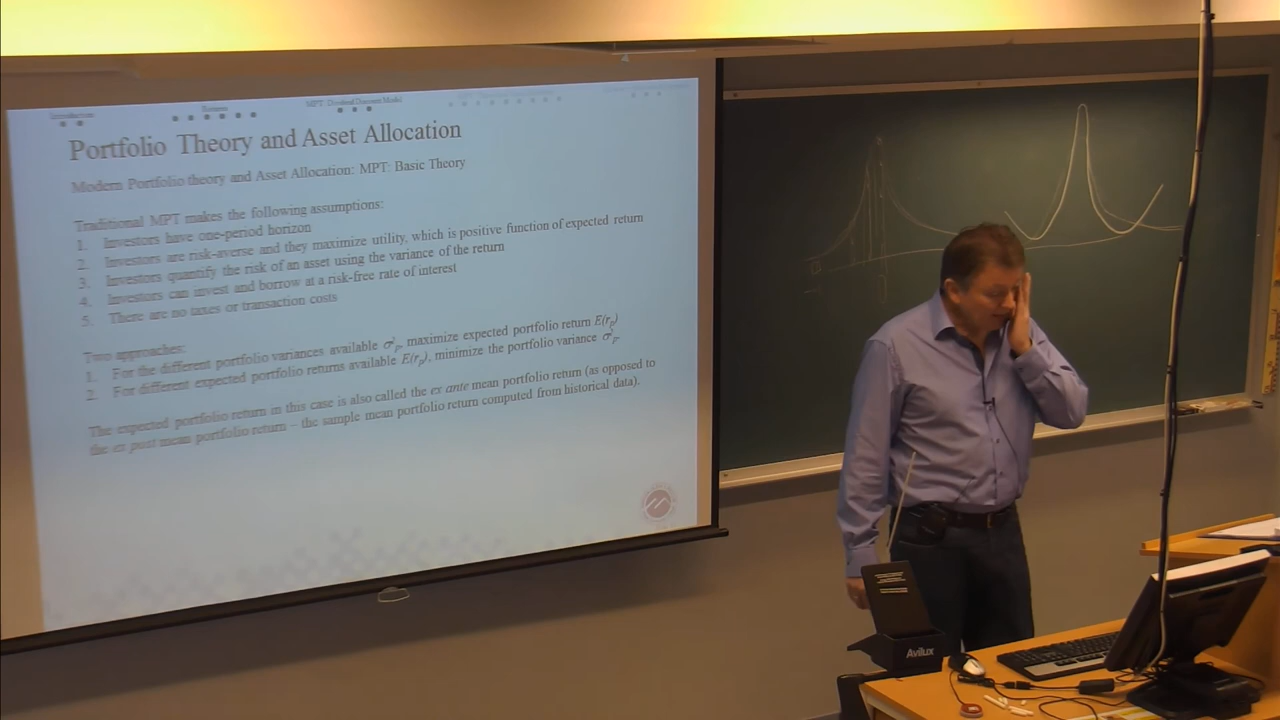 Introduction
Reviews
MPT: Dividend Discount Model
Portfolio Theory and Asset Allocation
Modern Portfolio theory and Asset Allocation: MPT: Basic Theory
Traditional MPT makes the following assumptions:
1. Investors have one-period horizon
2. Investors are risk-averse and they maximize utility, which is positive function of expected return
3. Investors quantify the risk of an asset using the variance of the return
4. Investors can invest and borrow at a risk-free rate of interest
5. There are no taxes or transaction costs
Two approaches:
1. For the different portfolio variances available σ²ₚ, maximize expected portfolio return E(rₚ)
2. For different expected portfolio returns available E(rₚ), minimize the portfolio variance σ²ₚ.
The expected portfolio return in this case is also called the ex ante mean portfolio return (as opposed to
the ex post mean portfolio return – the sample mean portfolio return computed from historical data).
Avilux